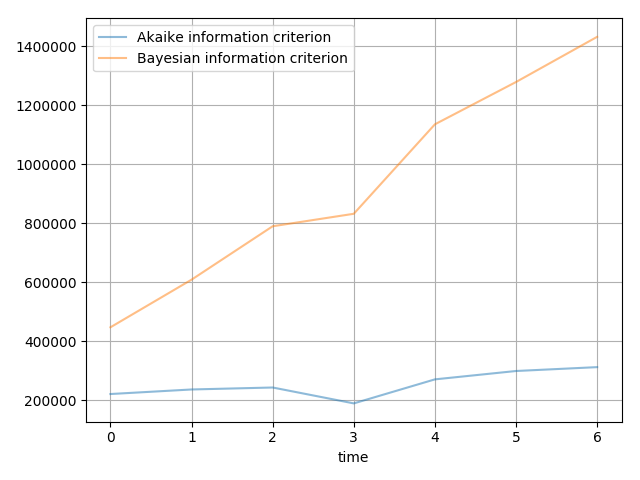 Akaike information criterion
Bayesian information criterion
1400000
1200000
1000000
800000
600000
400000
200000
0 1 2 3 4 5 6
time